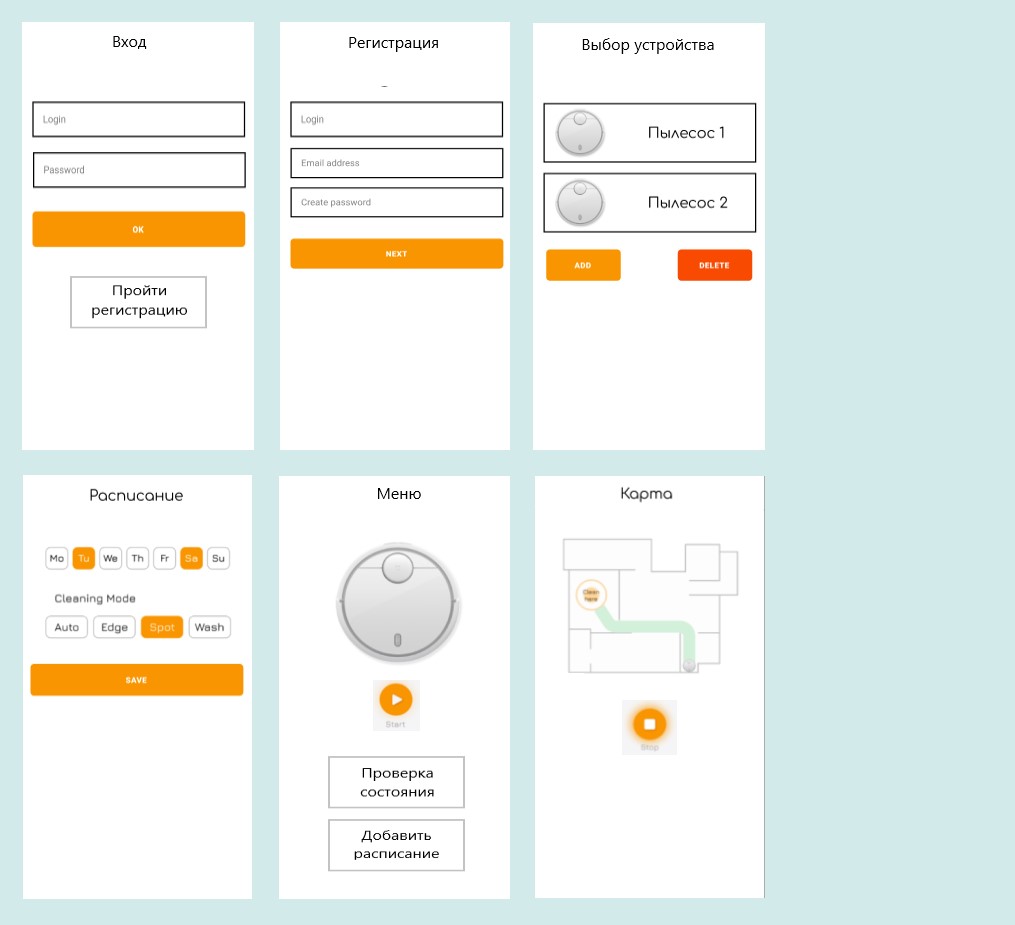 Вход
Login
Password
OK
Пройти
регистрацию
Регистрация
Login
Email address
Create password
NEXT
Выбор устройства
Пылесос 1
Пылесос 2
ADD
DELETE
Расписание
Mo Tu We Th Fr Sa Su
Cleaning Mode
Auto Edge Spot Wash
SAVE
Меню
Start
Проверка
состояния
Добавить
расписание
Карта
Clean
here
Stop